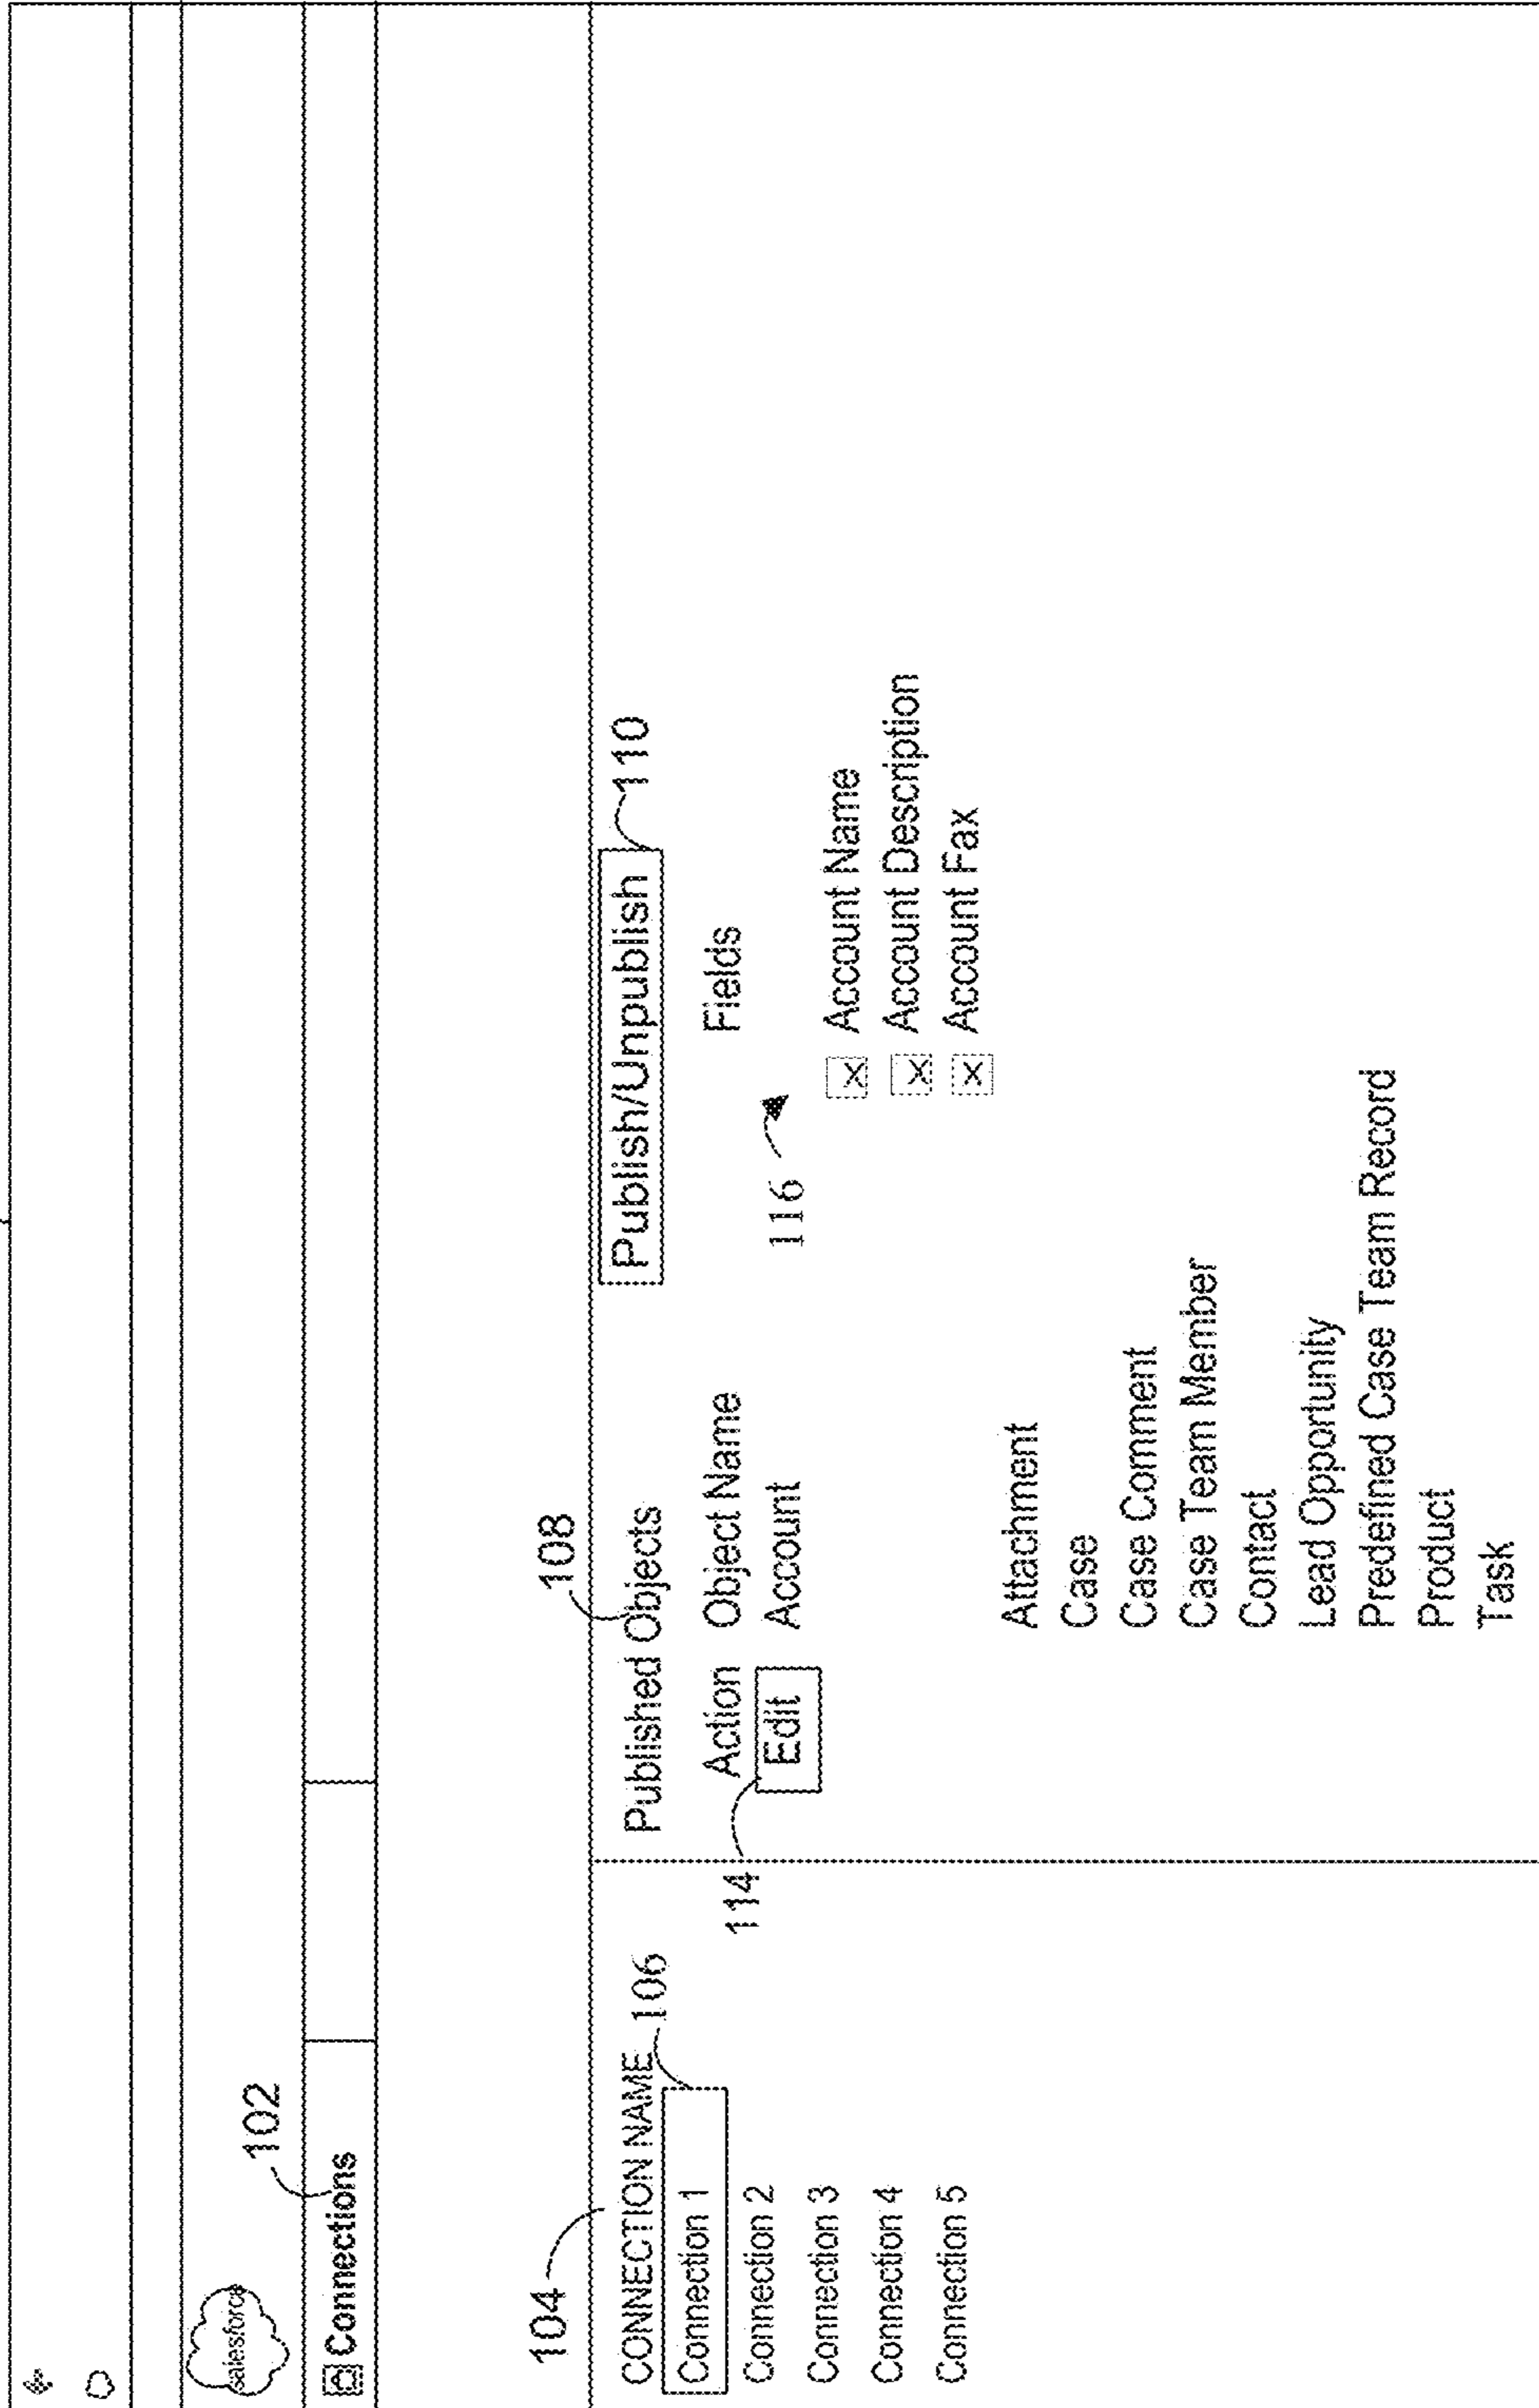 salesforce
102
Connections
104
CONNECTION NAME
106
Connection 1
Connection 2
Connection 3
Connection 4
Connection 5
108
Published Objects
Publish/Unpublish
110
Action Object Name Fields
114
Edit Account
116
X Account Name
X Account Description
X Account Fax
Attachment
Case
Case Comment
Case Team Member
Contact
Lead Opportunity
Predefined Case Team Record
Product
Task